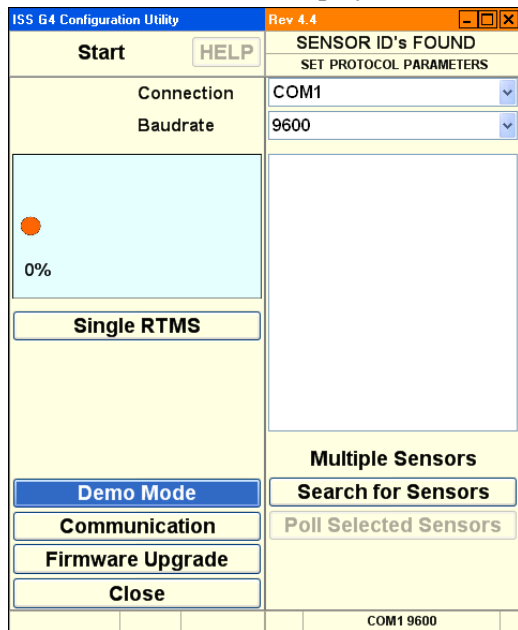 ISS G4 Configuration Utility Rev 4.4
Start HELP
SENSOR ID's FOUND
SET PROTOCOL PARAMETERS
Connection COM1
Baudrate 9600
0%
Single RTMS
Multiple Sensors
Demo Mode Search for Sensors
Communication Poll Selected Sensors
Firmware Upgrade
Close
COM1 9600